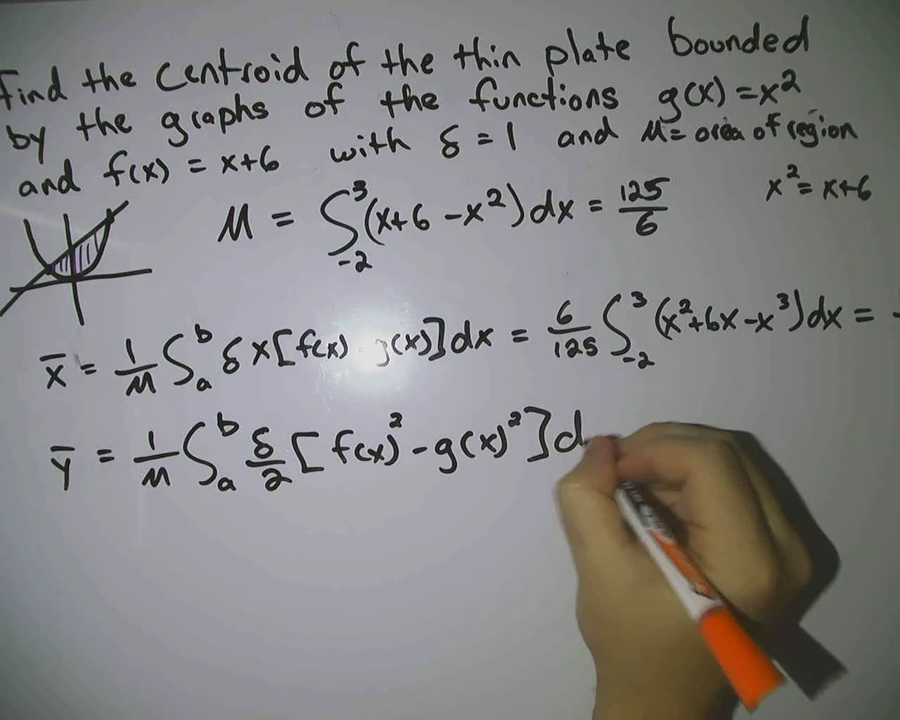 Find the centroid of the thin plate bounded
by the graphs of the functions g(x) = x²
and f(x) = x+6 with δ = 1 and M = area of region
x² = x+6
M = ∫₋₂³ (x+6 - x²) dx = 125/6
x̄ = 1/M ∫ₐᵇ δ x [f(x) g(x)] dx = 6/125 ∫₋₂³ (x²+6x-x³) dx =
ȳ = 1/M ∫ₐᵇ δ/2 [f(x)² - g(x)²] d